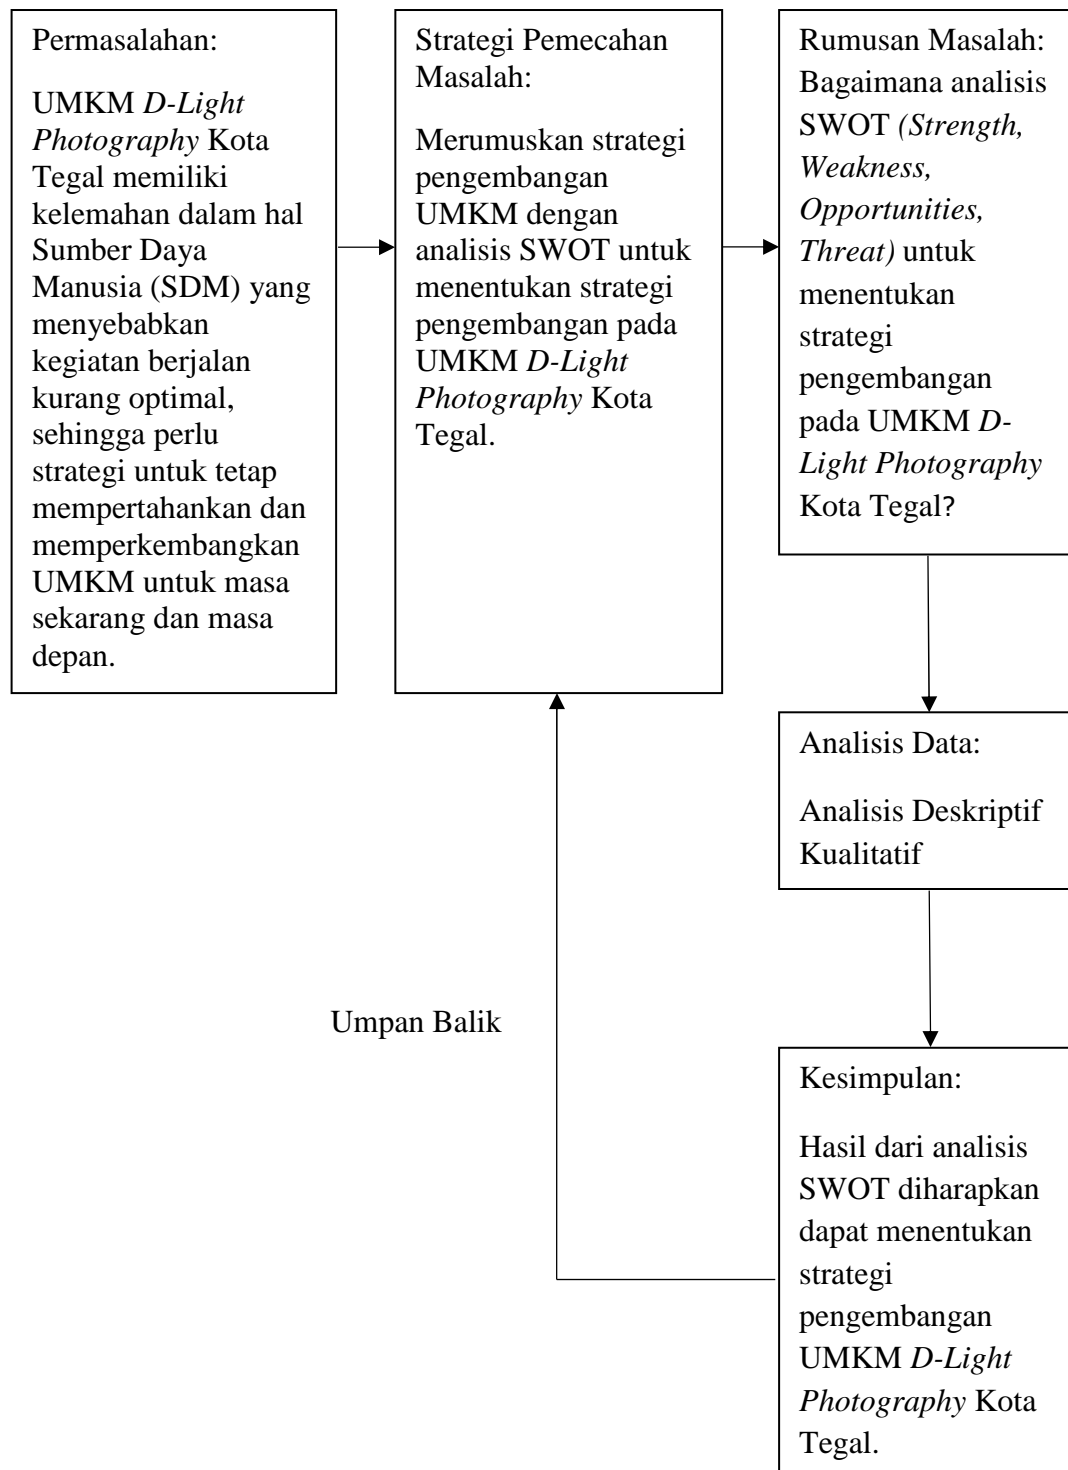 Permasalahan:
UMKM D-Light
Photography Kota
Tegal memiliki
kelemahan dalam hal
Sumber Daya
Manusia (SDM) yang
menyebabkan
kegiatan berjalan
kurang optimal,
sehingga perlu
strategi untuk tetap
mempertahankan dan
memperkembangkan
UMKM untuk masa
sekarang dan masa
depan.
Strategi Pemecahan
Masalah:
Merumuskan strategi
pengembangan
UMKM dengan
analisis SWOT untuk
menentukan strategi
pengembangan pada
UMKM D-Light
Photography Kota
Tegal.
Rumusan Masalah:
Bagaimana analisis
SWOT (Strength,
Weakness,
Opportunities,
Threat) untuk
menentukan
strategi
pengembangan
pada UMKM D-
Light Photography
Kota Tegal?
Analisis Data:
Analisis Deskriptif
Kualitatif
Umpan Balik
Kesimpulan:
Hasil dari analisis
SWOT diharapkan
dapat menentukan
strategi
pengembangan
UMKM D-Light
Photography Kota
Tegal.